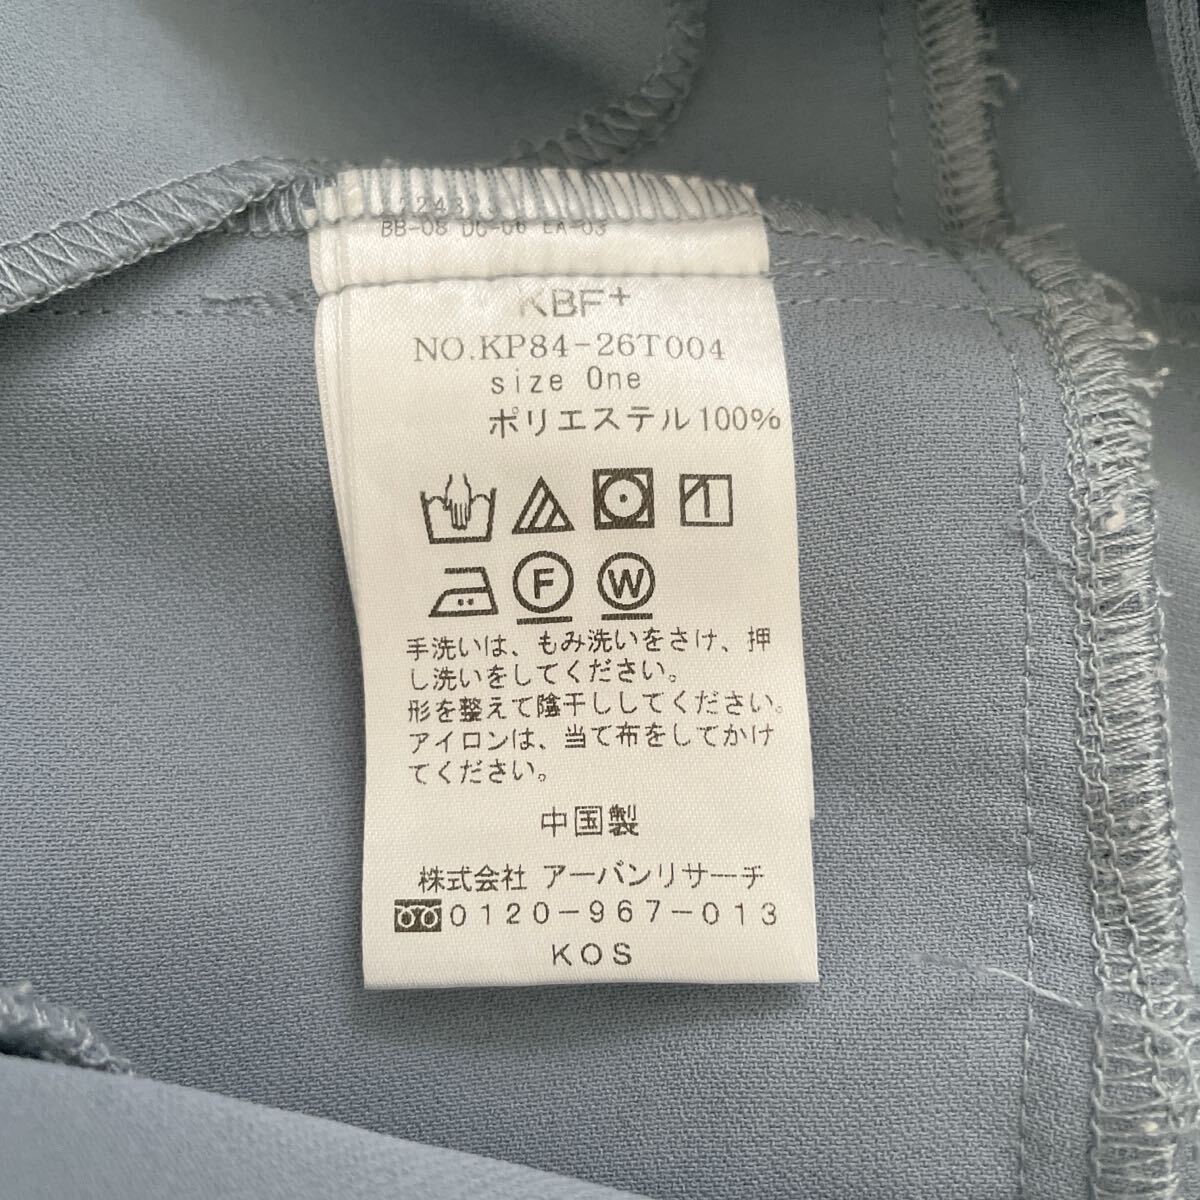 BB-08 DC-06 EA-03
KBF+
NO.KP84-26T004
size One
ポリエステル100%
F W
手洗いは、もみ洗いをさけ、押
し洗いをしてください。
形を整えて陰干ししてください。
アイロンは、当て布をしてかけ
てください。
中国製
株式会社 アーバンリサーチ
0120-967-013
KOS